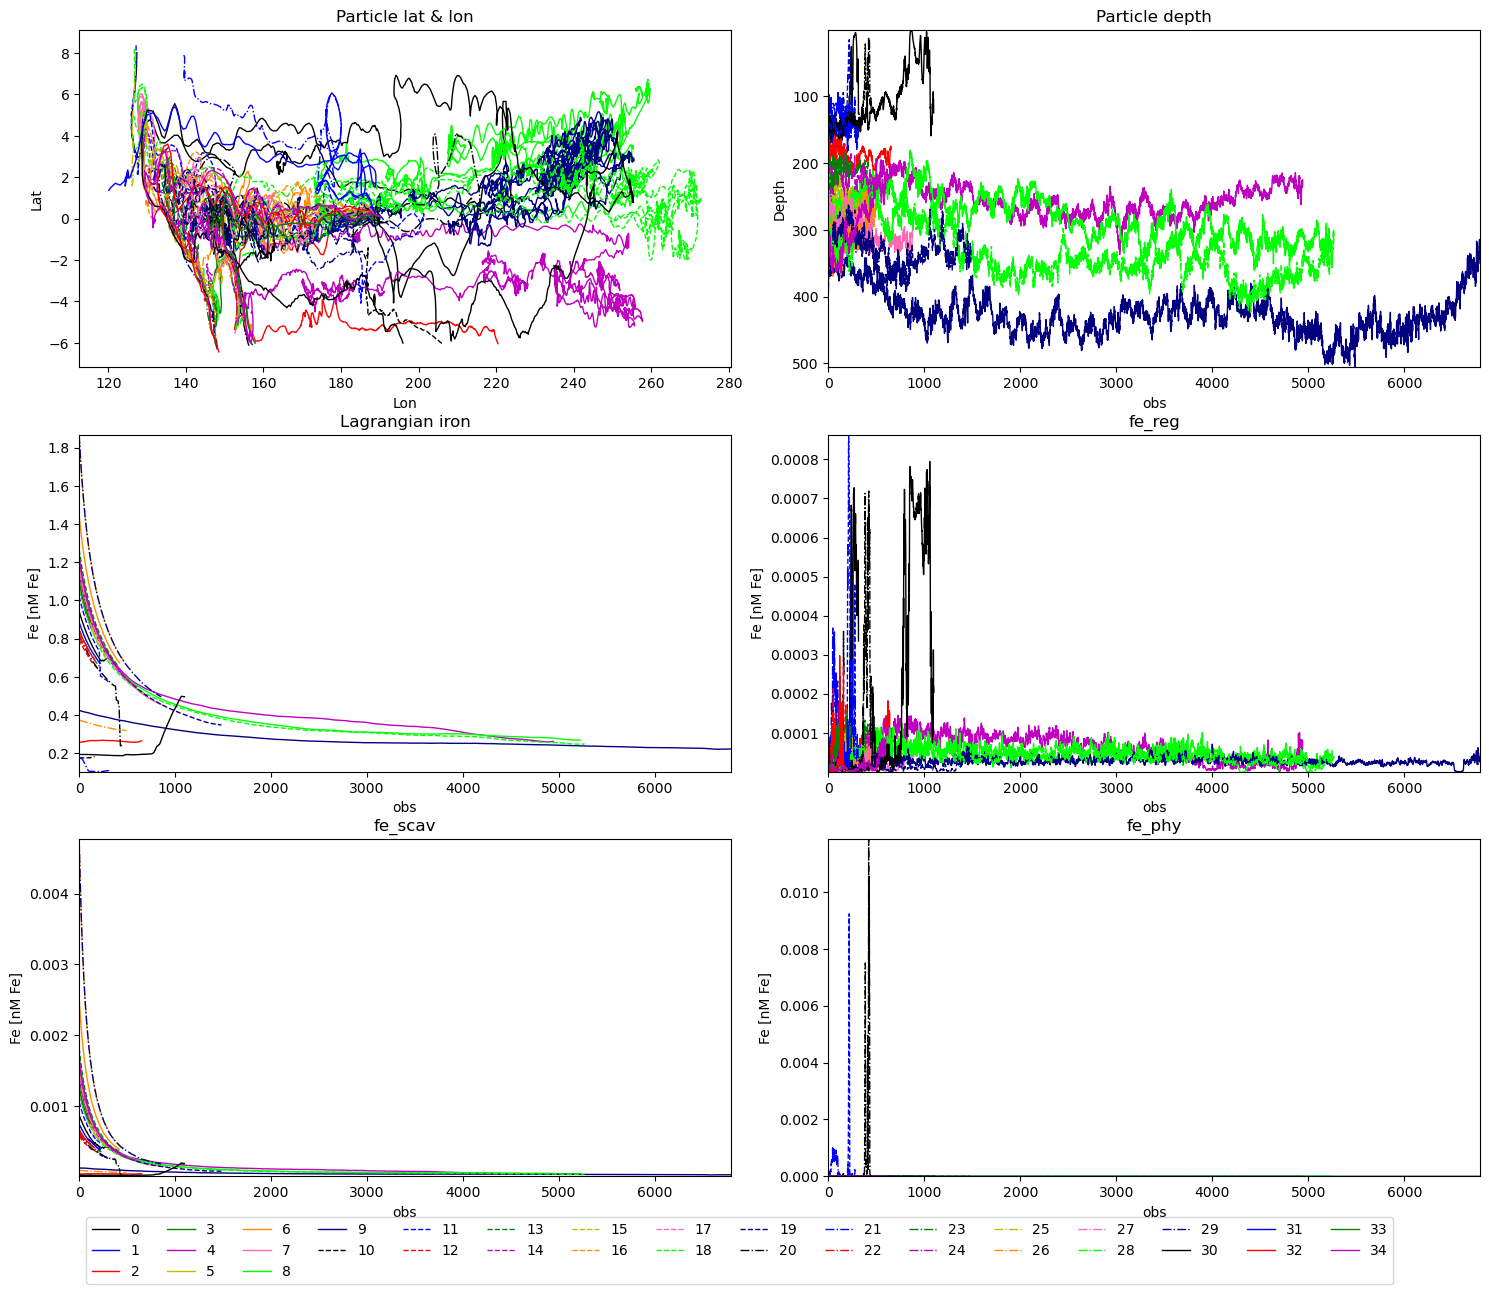 Particle lat & lon
8
6
4
2
0
−2
−4
−6
Lat
120 140 160 180 200 220 240 260 280
Lon
Particle depth
100
200
300
400
500
Depth
0 1000 2000 3000 4000 5000 6000
obs
Lagrangian iron
1.8
1.6
1.4
1.2
1.0
0.8
0.6
0.4
0.2
Fe [nM Fe]
0 1000 2000 3000 4000 5000 6000
obs
fe_reg
0.0008
0.0007
0.0006
0.0005
0.0004
0.0003
0.0002
0.0001
Fe [nM Fe]
0 1000 2000 3000 4000 5000 6000
obs
fe_scav
0.004
0.003
0.002
0.001
Fe [nM Fe]
0 1000 2000 3000 4000 5000 6000
obs
fe_phy
0.010
0.008
0.006
0.004
0.002
0.000
Fe [nM Fe]
0 1000 2000 3000 4000 5000 6000
obs
0 3 6 9 11 13 15 17 19 21 23 25 27 29 31 33
1 4 7 10 12 14 16 18 20 22 24 26 28 30 32 34
2 5 8